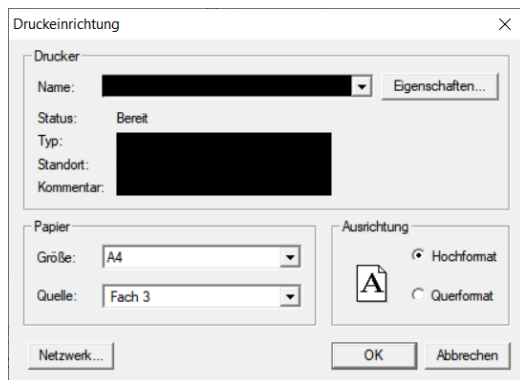 Druckeinrichtung
Drucker
Name:
Eigenschaften...
Status: Bereit
Typ:
Standort:
Kommentar:
Papier
Größe: A4
Quelle: Fach 3
Ausrichtung
A
Hochformat
Querformat
Netzwerk...
OK
Abbrechen